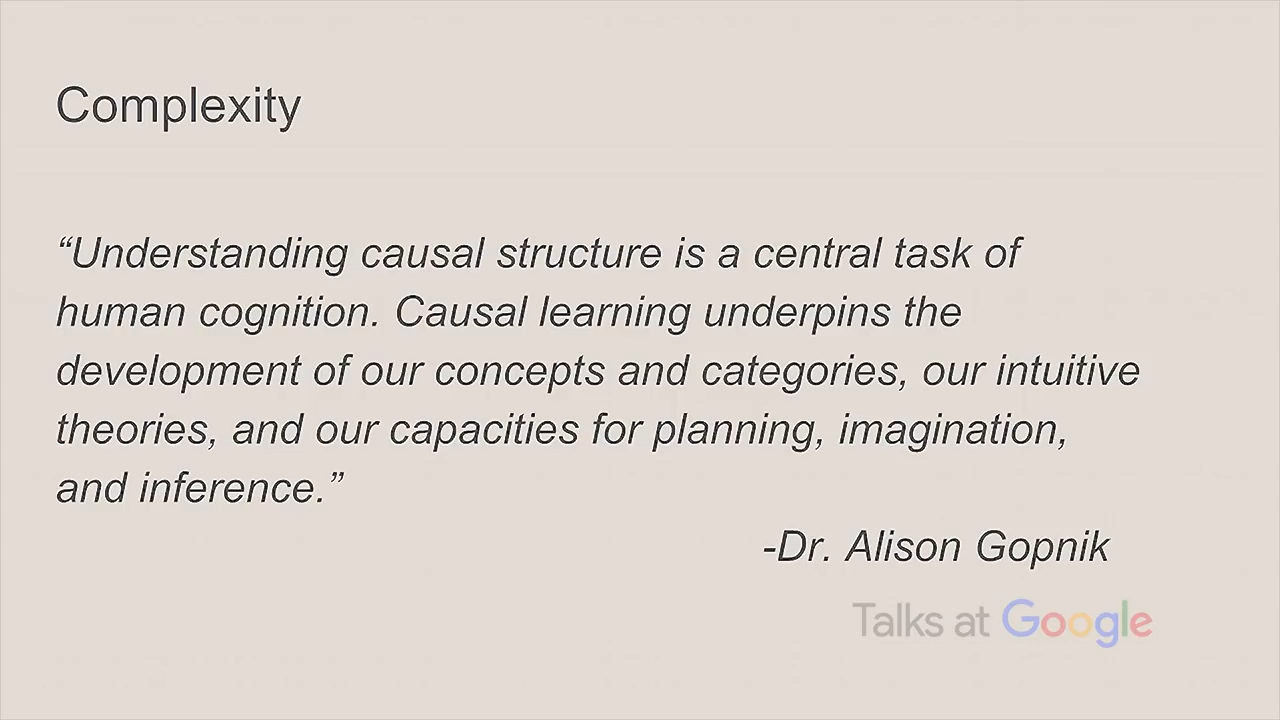 Complexity
“Understanding causal structure is a central task of
human cognition. Causal learning underpins the
development of our concepts and categories, our intuitive
theories, and our capacities for planning, imagination,
and inference.”
-Dr. Alison Gopnik
Talks at Google